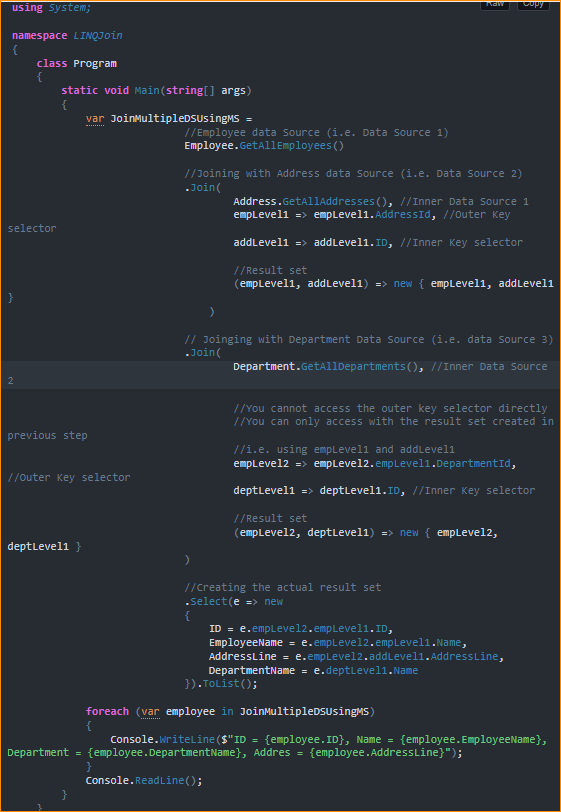 Raw Copy
using System;
namespace LINQJoin
{
class Program
{
static void Main(string[] args)
{
var JoinMultipleDSUsingMS =
//Employee data Source (i.e. Data Source 1)
Employee.GetAllEmployees()
//Joining with Address data Source (i.e. Data Source 2)
.Join(
Address.GetAllAddresses(), //Inner Data Source 1
empLevel1 => empLevel1.AddressId, //Outer Key
selector
addLevel1 => addLevel1.ID, //Inner Key selector
//Result set
(empLevel1, addLevel1) => new { empLevel1, addLevel1
}
)
// Joinging with Department Data Source (i.e. data Source 3)
.Join(
Department.GetAllDepartments(), //Inner Data Source
2
//You cannot access the outer key selector directly
//You can only access with the result set created in
previous step
//i.e. using empLevel1 and addLevel1
empLevel2 => empLevel2.empLevel1.DepartmentId,
//Outer Key selector
deptLevel1 => deptLevel1.ID, //Inner Key selector
//Result set
(empLevel2, deptLevel1) => new { empLevel2,
deptLevel1 }
)
//Creating the actual result set
.Select(e => new
{
ID = e.empLevel2.empLevel1.ID,
EmployeeName = e.empLevel2.empLevel1.Name,
AddressLine = e.empLevel2.addLevel1.AddressLine,
DepartmentName = e.deptLevel1.Name
}).ToList();
foreach (var employee in JoinMultipleDSUsingMS)
{
Console.WriteLine($"ID = {employee.ID}, Name = {employee.EmployeeName},
Department = {employee.DepartmentName}, Addres = {employee.AddressLine}");
}
Console.ReadLine();
}
}